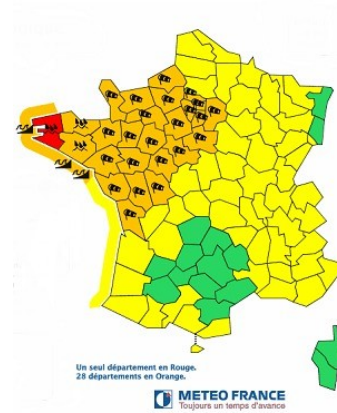 Un seul département en Rouge.
28 départements en Orange.
METEO FRANCE
Toujours un temps d'avance